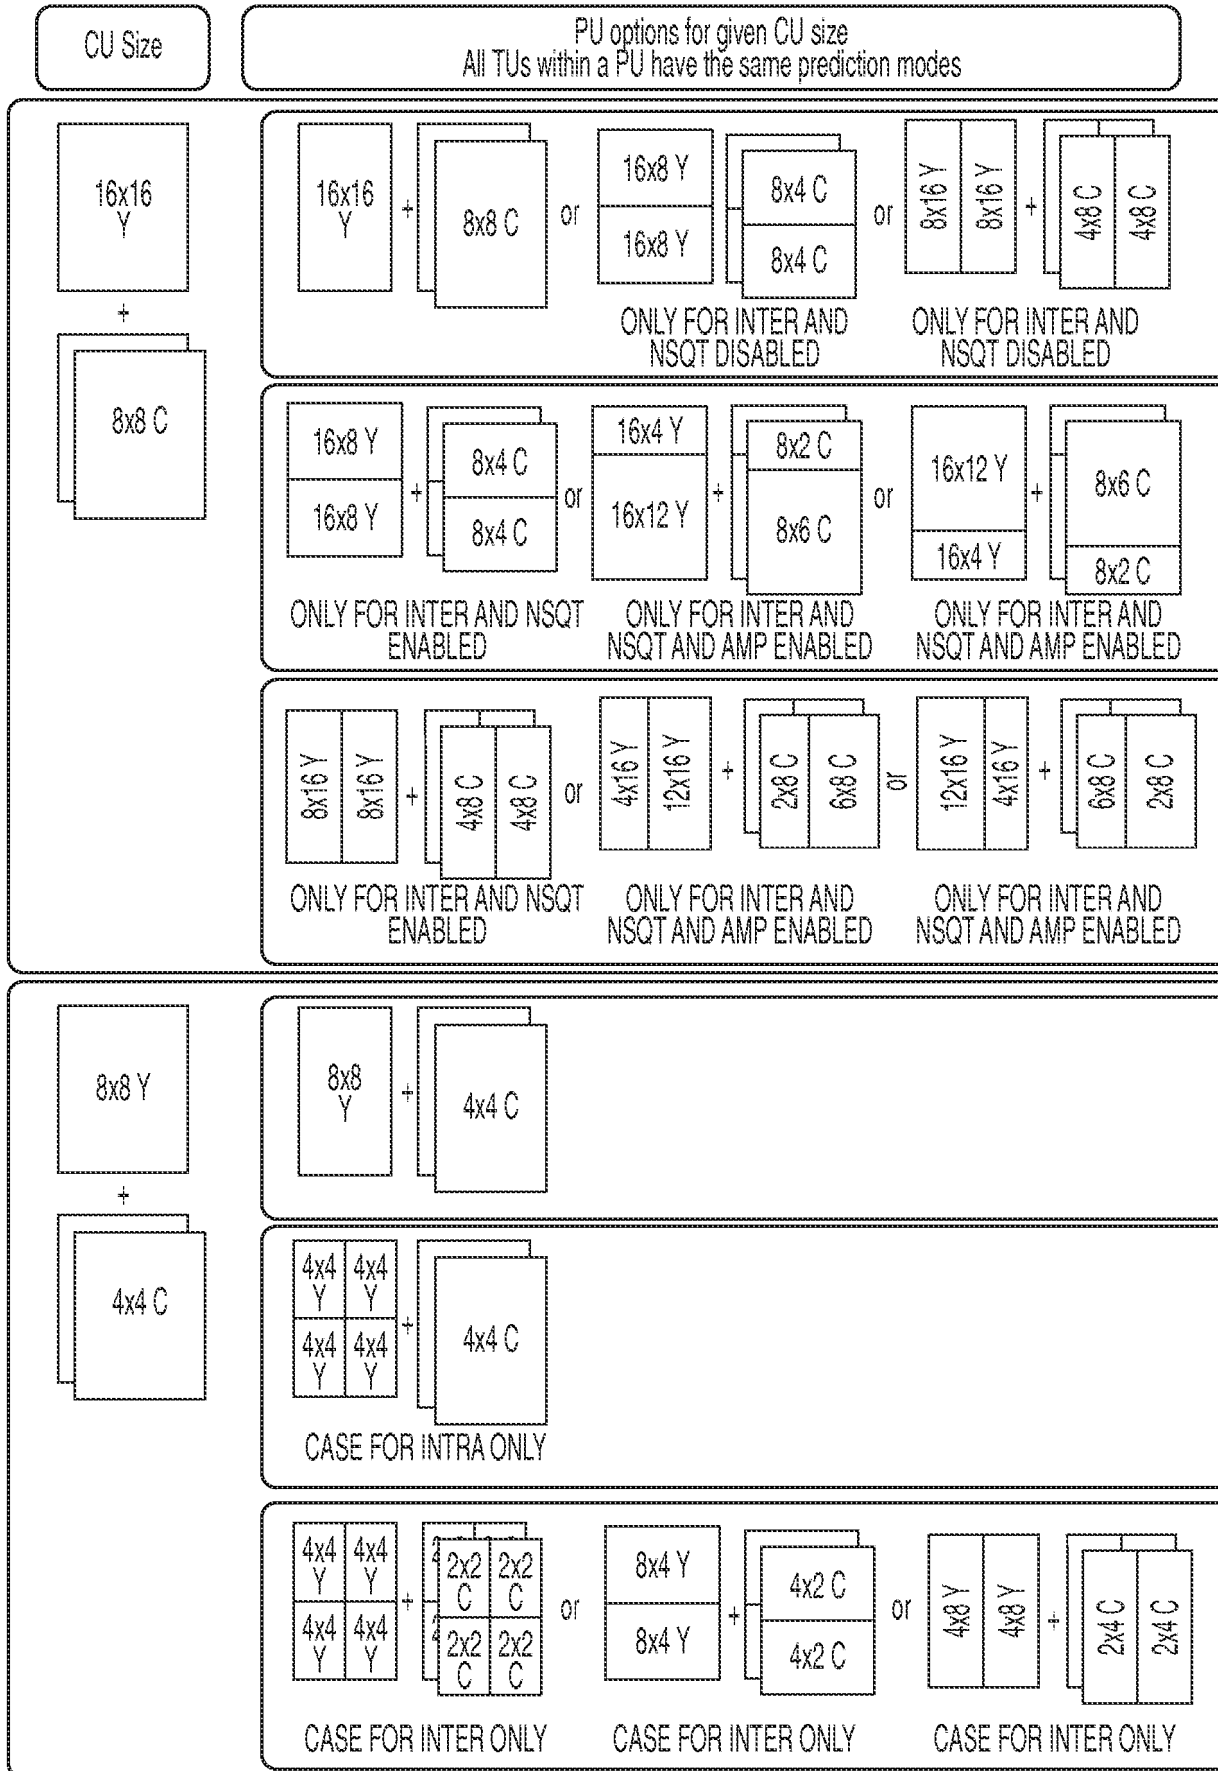 CU Size
PU options for given CU size
All TUs within a PU have the same prediction modes
16x16
Y
+
8x8 C
16x16
Y
+
8x8 C
or
16x8 Y
16x8 Y
8x4 C
8x4 C
ONLY FOR INTER AND
NSQT DISABLED
or
8x16 Y
8x16 Y
+
4x8 C
4x8 C
ONLY FOR INTER AND
NSQT DISABLED
16x8 Y
16x8 Y
+
8x4 C
8x4 C
ONLY FOR INTER AND NSQT
ENABLED
or
16x4 Y
16x12 Y
+
8x2 C
8x6 C
ONLY FOR INTER AND
NSQT AND AMP ENABLED
or
16x12 Y
16x4 Y
+
8x6 C
8x2 C
ONLY FOR INTER AND
NSQT AND AMP ENABLED
8x16 Y
8x16 Y
+
4x8 C
4x8 C
ONLY FOR INTER AND NSQT
ENABLED
or
4x16 Y
12x16 Y
+
2x8 C
6x8 C
ONLY FOR INTER AND
NSQT AND AMP ENABLED
or
12x16 Y
4x16 Y
+
6x8 C
2x8 C
ONLY FOR INTER AND
NSQT AND AMP ENABLED
8x8 Y
+
4x4 C
8x8
Y
+
4x4 C
4x4
Y
4x4
Y
4x4
Y
4x4
Y
+
4x4 C
CASE FOR INTRA ONLY
4x4
Y
4x4
Y
4x4
Y
4x4
Y
+
2x2
C
2x2
C
2x2
C
2x2
C
CASE FOR INTER ONLY
or
8x4 Y
8x4 Y
+
4x2 C
4x2 C
CASE FOR INTER ONLY
or
4x8 Y
4x8 Y
+
2x4 C
2x4 C
CASE FOR INTER ONLY